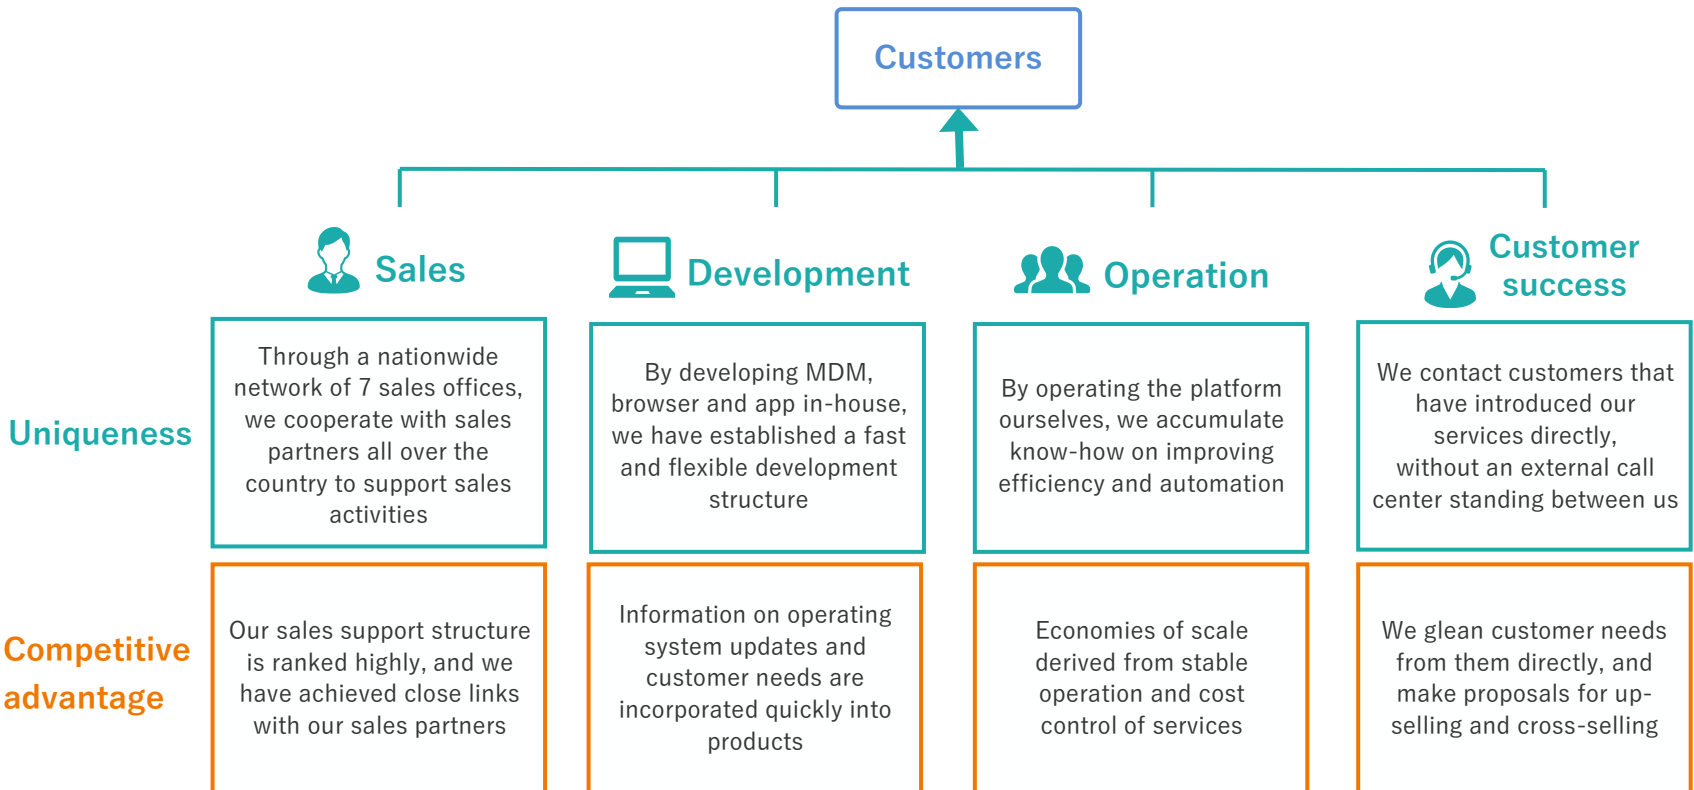 Customers
Sales
Development
Operation
Customer
success
Uniqueness
Through a nationwide
network of 7 sales offices,
we cooperate with sales
partners all over the
country to support sales
activities
By developing MDM,
browser and app in-house,
we have established a fast
and flexible development
structure
By operating the platform
ourselves, we accumulate
know-how on improving
efficiency and automation
We contact customers that
have introduced our
services directly,
without an external call
center standing between us
Competitive
advantage
Our sales support structure
is ranked highly, and we
have achieved close links
with our sales partners
Information on operating
system updates and
customer needs are
incorporated quickly into
products
Economies of scale
derived from stable
operation and cost
control of services
We glean customer needs
from them directly, and
make proposals for up-
selling and cross-selling